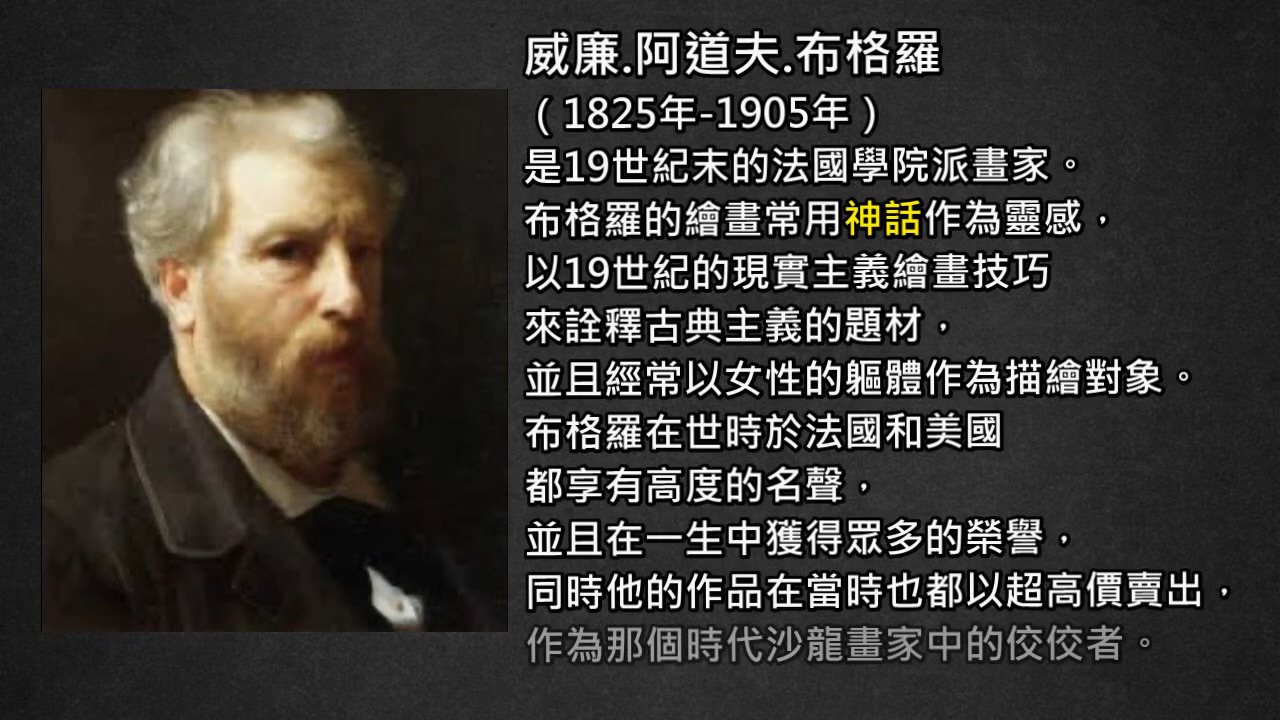 威廉.阿道夫.布格羅
（1825年-1905年）
是19世紀末的法國學院派畫家。
布格羅的繪畫常用神話作為靈感，
以19世紀的現實主義繪畫技巧
來詮釋古典主義的題材，
並且經常以女性的軀體作為描繪對象。
布格羅在世時於法國和美國
都享有高度的名聲，
並且在一生中獲得眾多的榮譽，
同時他的作品在當時也都以超高價賣出，
作為那個時代沙龍畫家中的佼佼者。